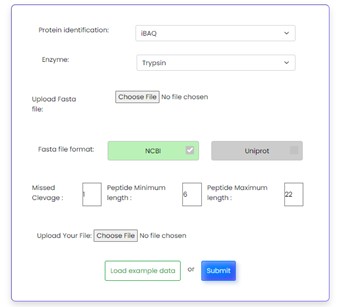 Protein identification: iBAQ
Enzyme: Trypsin
Upload Fasta file: Choose File No file chosen
Fasta file format: NCBI Uniprot
Missed Clevage : 1 Peptide Minimum length : 6 Peptide Maximum length : 22
Upload Your File: Choose File No file chosen
Load example data or Submit